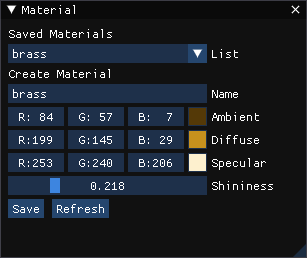 Material
Saved Materials
brass List
Create Material
brass Name
R: 84 G: 57 B: 7 Ambient
R:199 G:145 B: 29 Diffuse
R:253 G:240 B:206 Specular
0.218 Shininess
Save Refresh